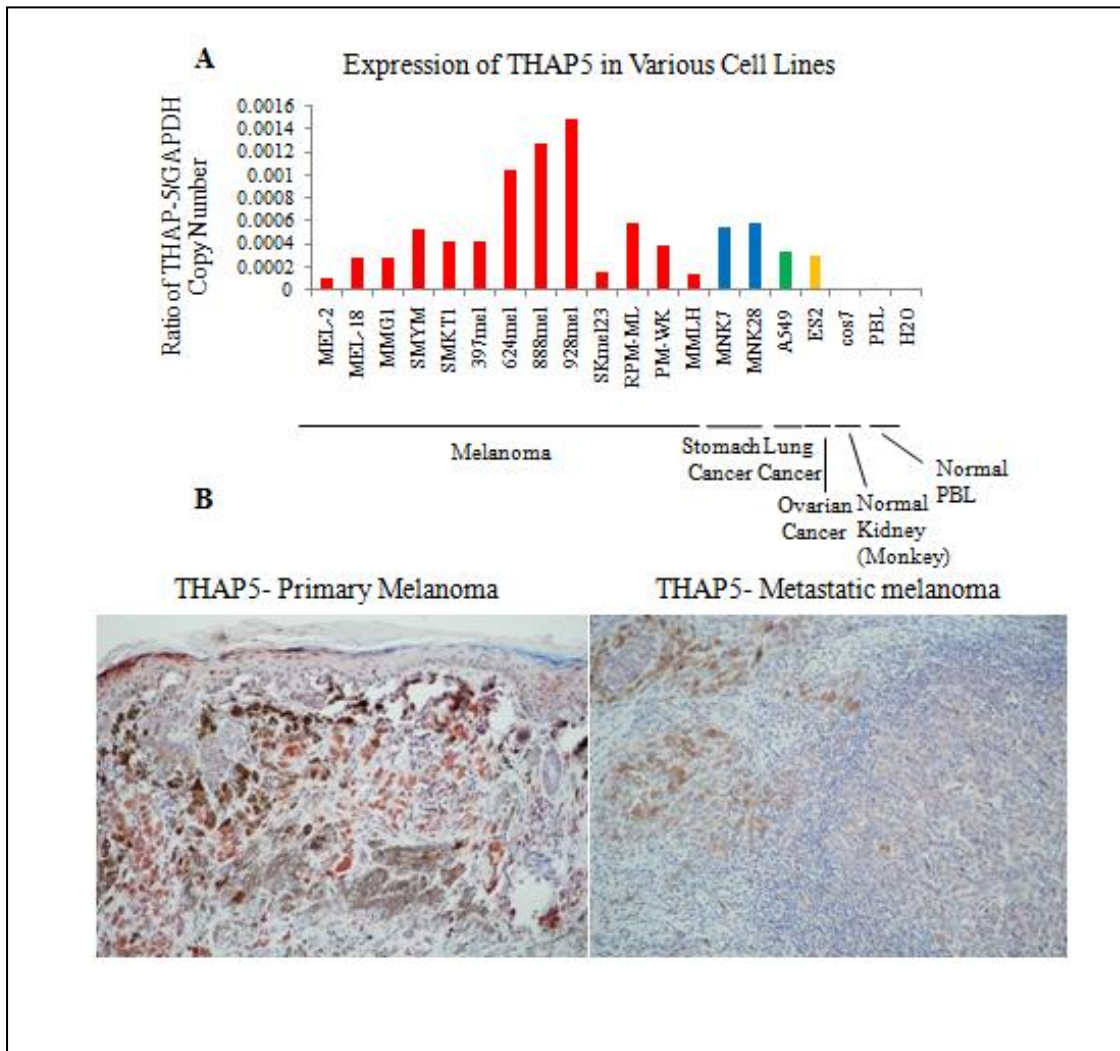 A
Expression of THAP5 in Various Cell Lines
Ratio of THAP-5/GAPDH
Copy Number
0.0016
0.0014
0.0012
0.001
0.0008
0.0006
0.0004
0.0002
0
MEL-2
MEL-18
MMG1
SMYM
SMKT1
397mel
624mel
888mel
928mel
SKmel23
RPM-ML
PM-WK
MMLH
MNK7
MNK28
A549
ES2
cos7
PBL
H20
Melanoma
Stomach
Cancer
Lung
Cancer
Ovarian
Cancer
Normal
Kidney
(Monkey)
Normal
PBL
B
THAP5- Primary Melanoma
THAP5- Metastatic melanoma